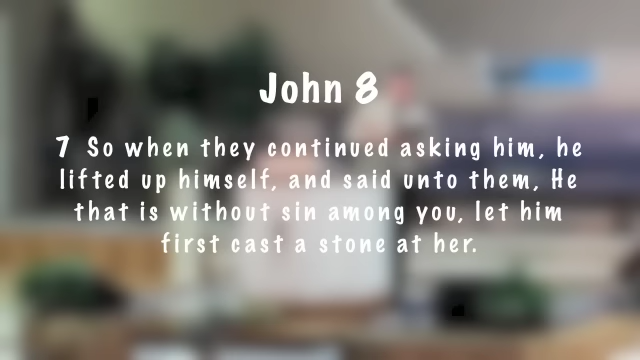 John 8
7 So when they continued asking him, he
lifted up himself, and said unto them, He
that is without sin among you, let him
first cast a stone at her.